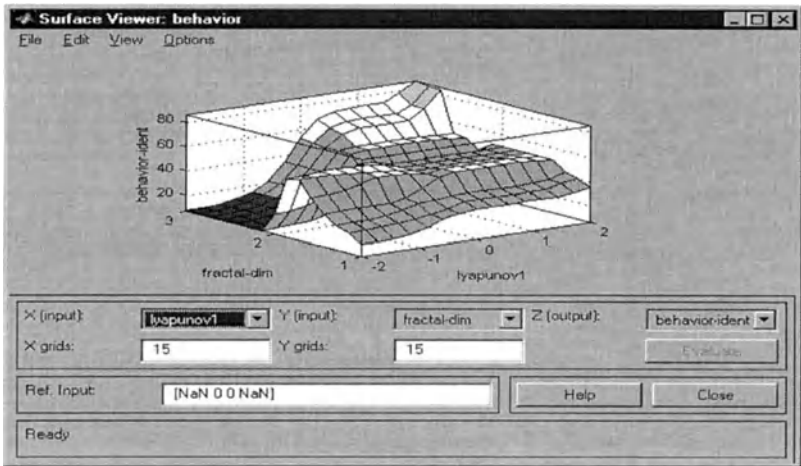 Surface Viewer: behavior
File Edit View Options
behavior-ident
80
60
40
20
3
2
1
fractal-dim
-2
-1
0
1
2
lyapunov1
X (input): lyapunov1 Y (input): fractal-dim Z (output): behavior-ident
X grids: 15 Y grids: 15 Evaluate
Ref. Input: [NaN 0 0 NaN] Help Close
Ready